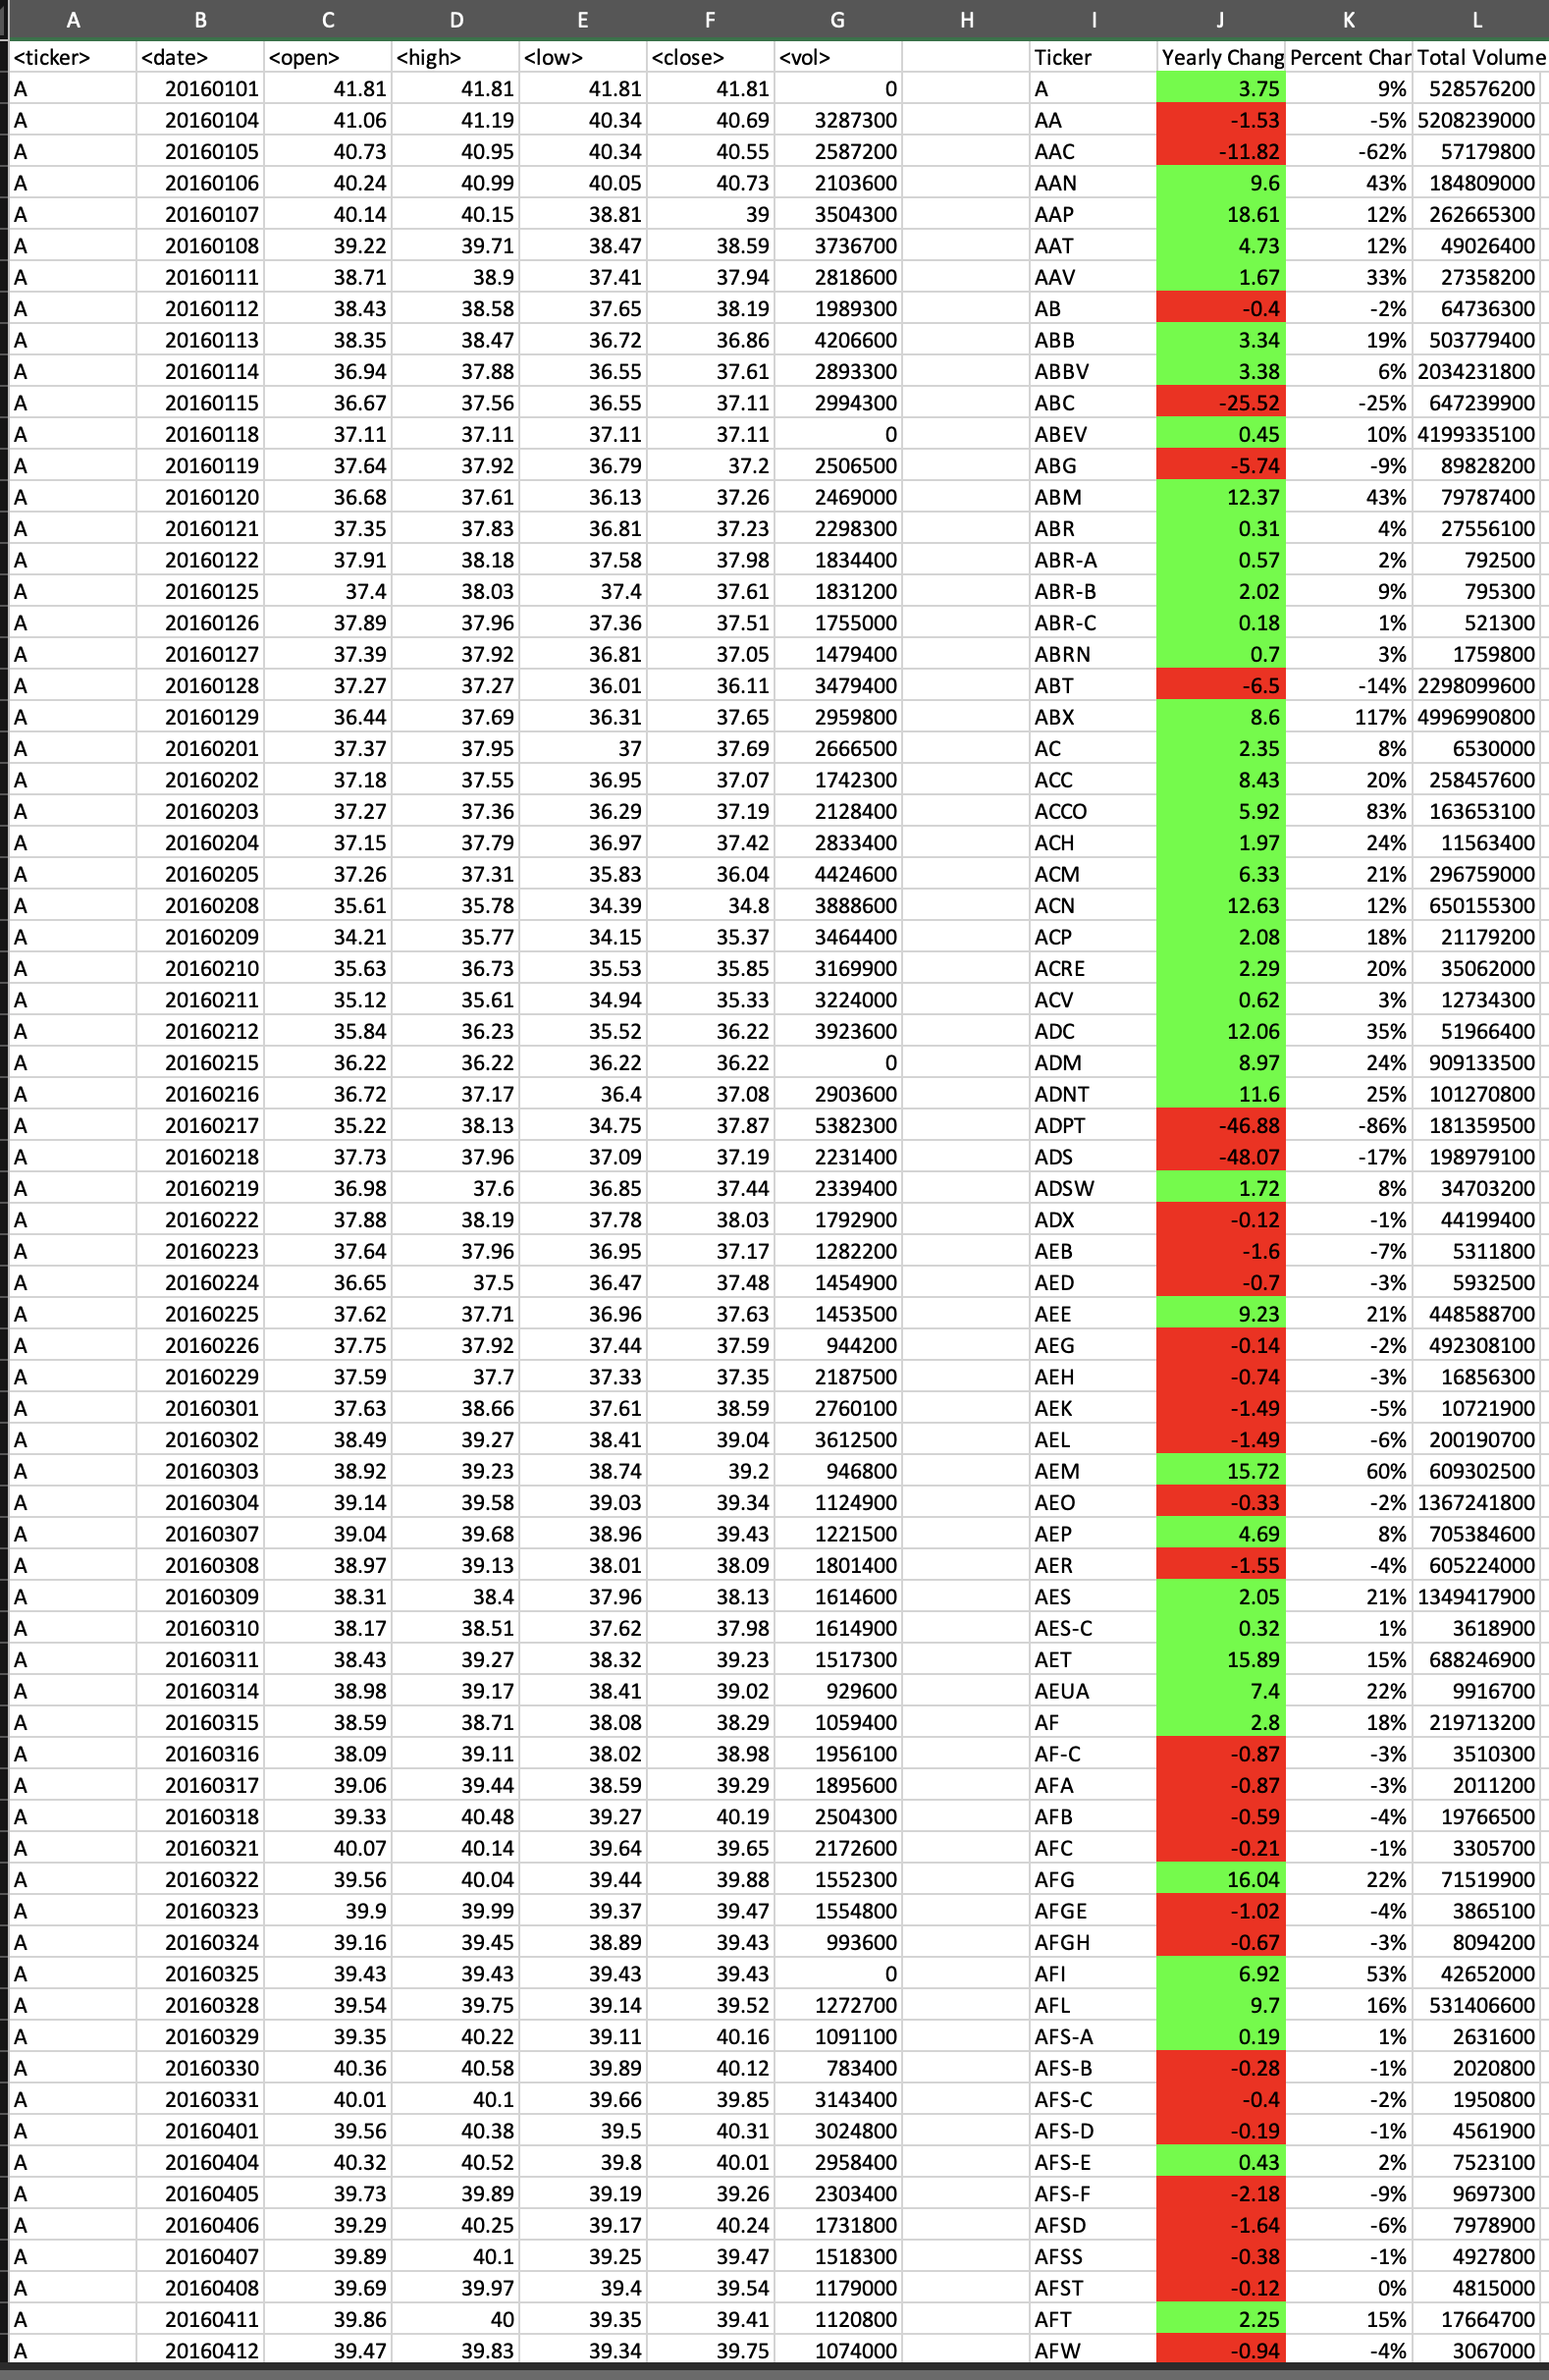 A B C D E F G H I J K L
<ticker> <date> <open> <high> <low> <close> <vol> Ticker Yearly Chang Percent Char Total Volume
A 20160101 41.81 41.81 41.81 41.81 0 A 3.75 9% 528576200
A 20160104 41.06 41.19 40.34 40.69 3287300 AA -1.53 -5% 5208239000
A 20160105 40.73 40.95 40.34 40.55 2587200 AAC -11.82 -62% 57179800
A 20160106 40.24 40.99 40.05 40.73 2103600 AAN 9.6 43% 184809000
A 20160107 40.14 40.15 38.81 39 3504300 AAP 18.61 12% 262665300
A 20160108 39.22 39.71 38.47 38.59 3736700 AAT 4.73 12% 49026400
A 20160111 38.71 38.9 37.41 37.94 2818600 AAV 1.67 33% 27358200
A 20160112 38.43 38.58 37.65 38.19 1989300 AB -0.4 -2% 64736300
A 20160113 38.35 38.47 36.72 36.86 4206600 ABB 3.34 19% 503779400
A 20160114 36.94 37.88 36.55 37.61 2893300 ABBV 3.38 6% 2034231800
A 20160115 36.67 37.56 36.55 37.11 2994300 ABC -25.52 -25% 647239900
A 20160118 37.11 37.11 37.11 37.11 0 ABEV 0.45 10% 4199335100
A 20160119 37.64 37.92 36.79 37.2 2506500 ABG -5.74 -9% 89828200
A 20160120 36.68 37.61 36.13 37.26 2469000 ABM 12.37 43% 79787400
A 20160121 37.35 37.83 36.81 37.23 2298300 ABR 0.31 4% 27556100
A 20160122 37.91 38.18 37.58 37.98 1834400 ABR-A 0.57 2% 792500
A 20160125 37.4 38.03 37.4 37.61 1831200 ABR-B 2.02 9% 795300
A 20160126 37.89 37.96 37.36 37.51 1755000 ABR-C 0.18 1% 521300
A 20160127 37.39 37.92 36.81 37.05 1479400 ABRN 0.7 3% 1759800
A 20160128 37.27 37.27 36.01 36.11 3479400 ABT -6.5 -14% 2298099600
A 20160129 36.44 37.69 36.31 37.65 2959800 ABX 8.6 117% 4996990800
A 20160201 37.37 37.95 37 37.69 2666500 AC 2.35 8% 6530000
A 20160202 37.18 37.55 36.95 37.07 1742300 ACC 8.43 20% 258457600
A 20160203 37.27 37.36 36.29 37.19 2128400 ACCO 5.92 83% 163653100
A 20160204 37.15 37.79 36.97 37.42 2833400 ACH 1.97 24% 11563400
A 20160205 37.26 37.31 35.83 36.04 4424600 ACM 6.33 21% 296759000
A 20160208 35.61 35.78 34.39 34.8 3888600 ACN 12.63 12% 650155300
A 20160209 34.21 35.77 34.15 35.37 3464400 ACP 2.08 18% 21179200
A 20160210 35.63 36.73 35.53 35.85 3169900 ACRE 2.29 20% 35062000
A 20160211 35.12 35.61 34.94 35.33 3224000 ACV 0.62 3% 12734300
A 20160212 35.84 36.23 35.52 36.22 3923600 ADC 12.06 35% 51966400
A 20160215 36.22 36.22 36.22 36.22 0 ADM 8.97 24% 909133500
A 20160216 36.72 37.17 36.4 37.08 2903600 ADNT 11.6 25% 101270800
A 20160217 35.22 38.13 34.75 37.87 5382300 ADPT -46.88 -86% 181359500
A 20160218 37.73 37.96 37.09 37.19 2231400 ADS -48.07 -17% 198979100
A 20160219 36.98 37.6 36.85 37.44 2339400 ADSW 1.72 8% 34703200
A 20160222 37.88 38.19 37.78 38.03 1792900 ADX -0.12 -1% 44199400
A 20160223 37.64 37.96 36.95 37.17 1282200 AEB -1.6 -7% 5311800
A 20160224 36.65 37.5 36.47 37.48 1454900 AED -0.7 -3% 5932500
A 20160225 37.62 37.71 36.96 37.63 1453500 AEE 9.23 21% 448588700
A 20160226 37.75 37.92 37.44 37.59 944200 AEG -0.14 -2% 492308100
A 20160229 37.59 37.7 37.33 37.35 2187500 AEH -0.74 -3% 16856300
A 20160301 37.63 38.66 37.61 38.59 2760100 AEK -1.49 -5% 10721900
A 20160302 38.49 39.27 38.41 39.04 3612500 AEL -1.49 -6% 200190700
A 20160303 38.92 39.23 38.74 39.2 946800 AEM 15.72 60% 609302500
A 20160304 39.14 39.58 39.03 39.34 1124900 AEO -0.33 -2% 1367241800
A 20160307 39.04 39.68 38.96 39.43 1221500 AEP 4.69 8% 705384600
A 20160308 38.97 39.13 38.01 38.09 1801400 AER -1.55 -4% 605224000
A 20160309 38.31 38.4 37.96 38.13 1614600 AES 2.05 21% 1349417900
A 20160310 38.17 38.51 37.62 37.98 1614900 AES-C 0.32 1% 3618900
A 20160311 38.43 39.27 38.32 39.23 1517300 AET 15.89 15% 688246900
A 20160314 38.98 39.17 38.41 39.02 929600 AEUA 7.4 22% 9916700
A 20160315 38.59 38.71 38.08 38.29 1059400 AF 2.8 18% 219713200
A 20160316 38.09 39.11 38.02 38.98 1956100 AF-C -0.87 -3% 3510300
A 20160317 39.06 39.44 38.59 39.29 1895600 AFA -0.87 -3% 2011200
A 20160318 39.33 40.48 39.27 40.19 2504300 AFB -0.59 -4% 19766500
A 20160321 40.07 40.14 39.64 39.65 2172600 AFC -0.21 -1% 3305700
A 20160322 39.56 40.04 39.44 39.88 1552300 AFG 16.04 22% 71519900
A 20160323 39.9 39.99 39.37 39.47 1554800 AFGE -1.02 -4% 3865100
A 20160324 39.16 39.45 38.89 39.43 993600 AFGH -0.67 -3% 8094200
A 20160325 39.43 39.43 39.43 39.43 0 AFI 6.92 53% 42652000
A 20160328 39.54 39.75 39.14 39.52 1272700 AFL 9.7 16% 531406600
A 20160329 39.35 40.22 39.11 40.16 1091100 AFS-A 0.19 1% 2631600
A 20160330 40.36 40.58 39.89 40.12 783400 AFS-B -0.28 -1% 2020800
A 20160331 40.01 40.1 39.66 39.85 3143400 AFS-C -0.4 -2% 1950800
A 20160401 39.56 40.38 39.5 40.31 3024800 AFS-D -0.19 -1% 4561900
A 20160404 40.32 40.52 39.8 40.01 2958400 AFS-E 0.43 2% 7523100
A 20160405 39.73 39.89 39.19 39.26 2303400 AFS-F -2.18 -9% 9697300
A 20160406 39.29 40.25 39.17 40.24 1731800 AFSD -1.64 -6% 7978900
A 20160407 39.89 40.1 39.25 39.47 1518300 AFSS -0.38 -1% 4927800
A 20160408 39.69 39.97 39.4 39.54 1179000 AFST -0.12 0% 4815000
A 20160411 39.86 40 39.35 39.41 1120800 AFT 2.25 15% 17664700
A 20160412 39.47 39.83 39.34 39.75 1074000 AFW -0.94 -4% 3067000